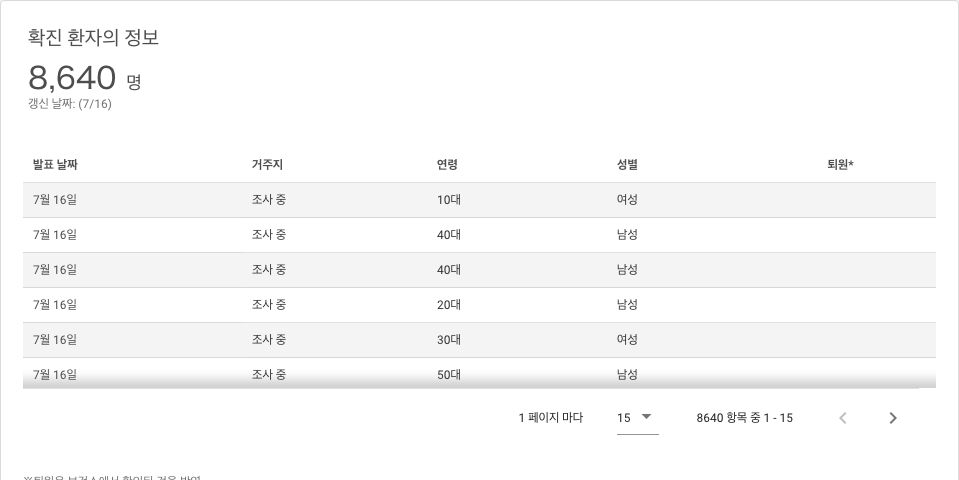 확진 환자의 정보
8,640 명
갱신 날짜: (7/16)
발표 날짜 거주지 연령 성별 퇴원*
7월 16일 조사 중 10대 여성
7월 16일 조사 중 40대 남성
7월 16일 조사 중 40대 남성
7월 16일 조사 중 20대 남성
7월 16일 조사 중 30대 여성
7월 16일 조사 중 50대 남성
1 페이지 마다 15 8640 항목 중 1 - 15